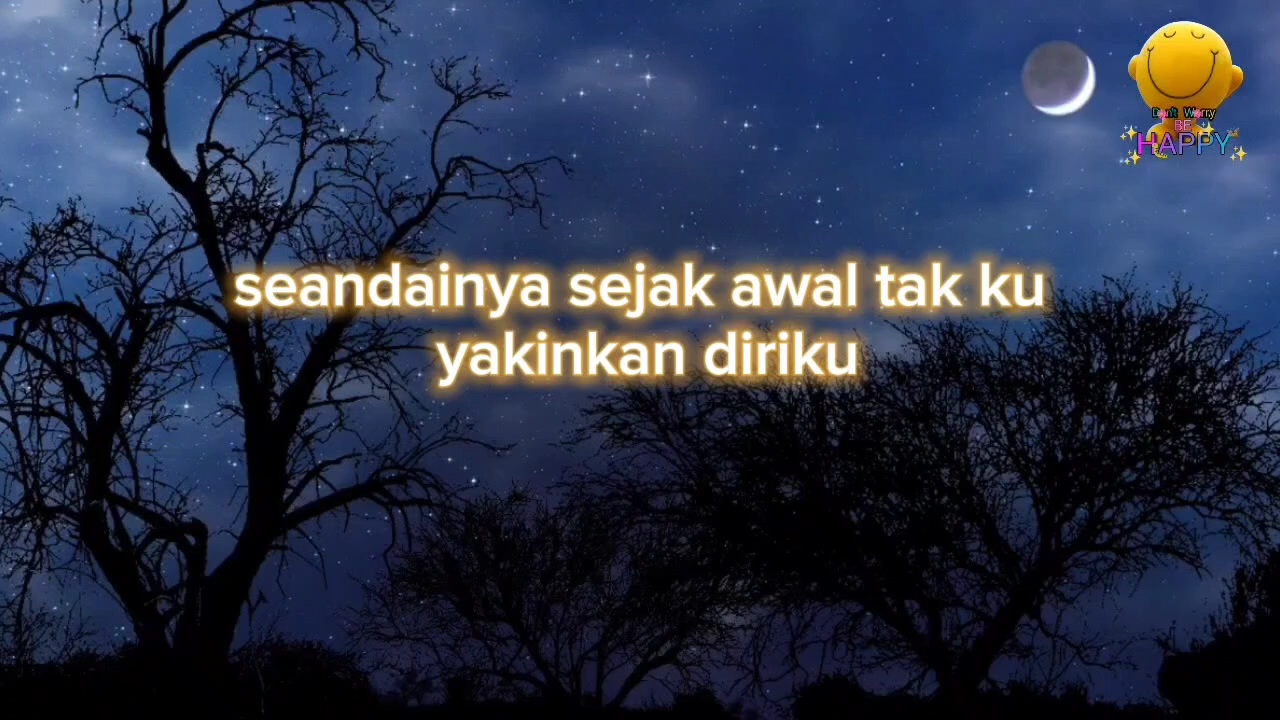 Don't Worry
BE
HAPPY
seandainya sejak awal tak ku
yakinkan diriku